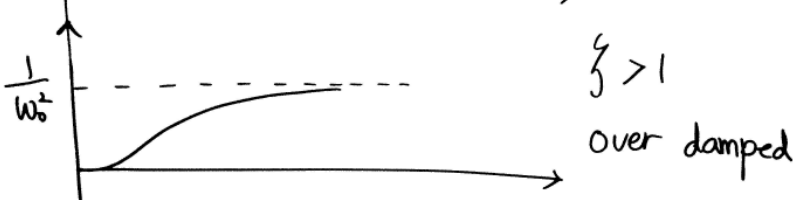 1/ω₀²
ξ > 1
over damped